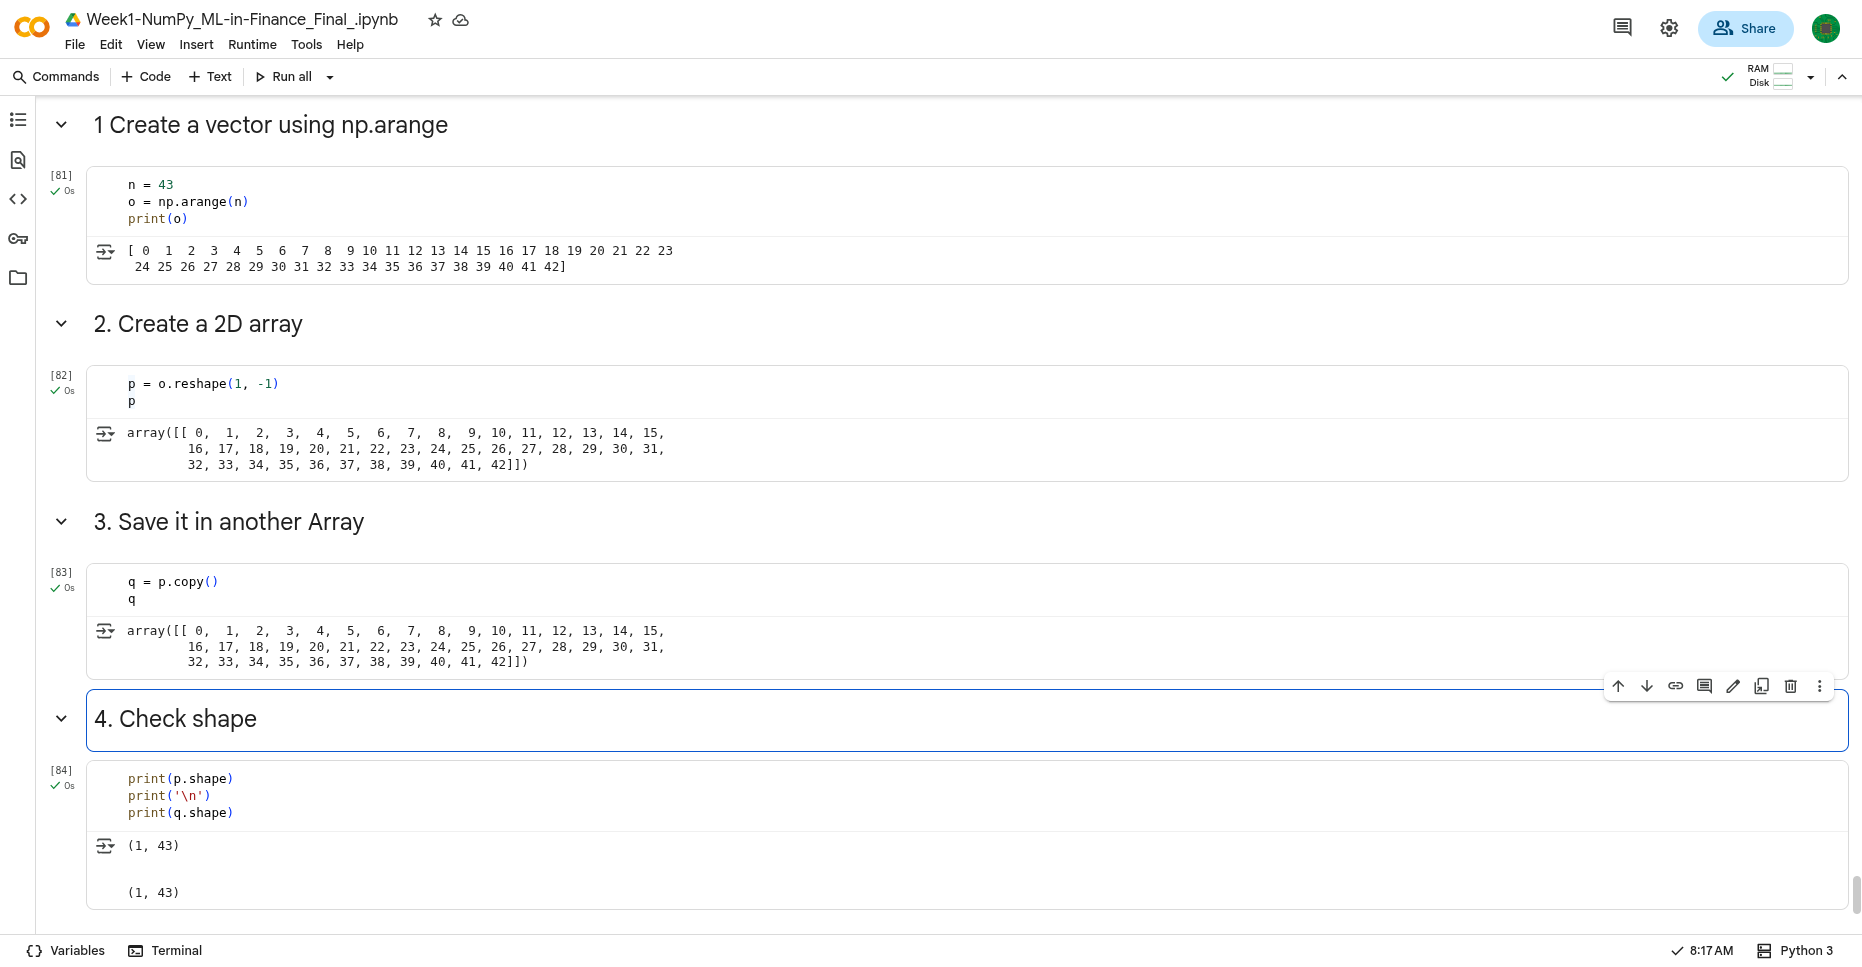 Week1-NumPy_ML-in-Finance_Final_.ipynb
File Edit View Insert Runtime Tools Help
Share
Commands + Code + Text Run all
RAM
Disk
1 Create a vector using np.arange
[81]
0s
n = 43
o = np.arange(n)
print(o)
[ 0  1  2  3  4  5  6  7  8  9 10 11 12 13 14 15 16 17 18 19 20 21 22 23
 24 25 26 27 28 29 30 31 32 33 34 35 36 37 38 39 40 41 42]
2. Create a 2D array
[82]
0s
p = o.reshape(1, -1)
p
array([[ 0,  1,  2,  3,  4,  5,  6,  7,  8,  9, 10, 11, 12, 13, 14, 15,
        16, 17, 18, 19, 20, 21, 22, 23, 24, 25, 26, 27, 28, 29, 30, 31,
        32, 33, 34, 35, 36, 37, 38, 39, 40, 41, 42]])
3. Save it in another Array
[83]
0s
q = p.copy()
q
array([[ 0,  1,  2,  3,  4,  5,  6,  7,  8,  9, 10, 11, 12, 13, 14, 15,
        16, 17, 18, 19, 20, 21, 22, 23, 24, 25, 26, 27, 28, 29, 30, 31,
        32, 33, 34, 35, 36, 37, 38, 39, 40, 41, 42]])
4. Check shape
[84]
0s
print(p.shape)
print('\n')
print(q.shape)
(1, 43)
(1, 43)
Variables Terminal 8:17 AM Python 3